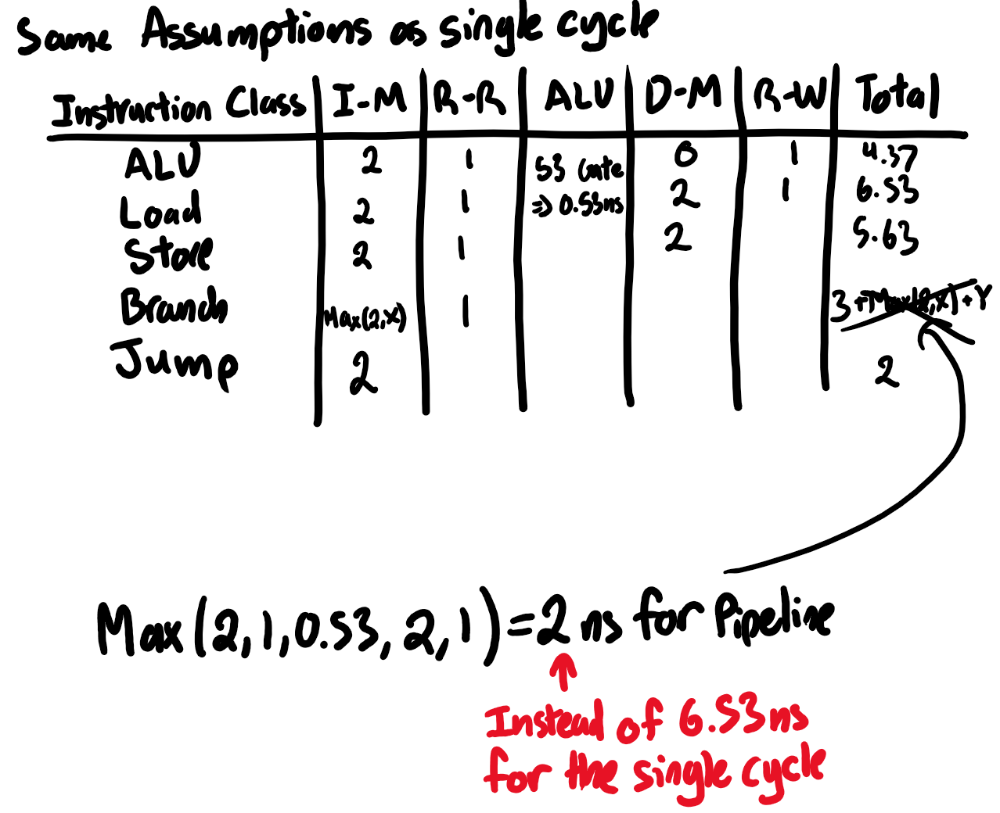 Same Assumptions as single cycle
Instruction Class I-M R-R ALU D-M R-W Total
ALU 2 1 53 Gate 0 1 4.37
Load 2 1 => 0.53ns 2 1 6.53
Store 2 1 2 5.63
Branch Max(2,X) 1 3 + Max(2,X) + Y
Jump 2 2
Max(2,1,0.53,2,1) = 2 ns for Pipeline
Instead of 6.53ns
for the single cycle